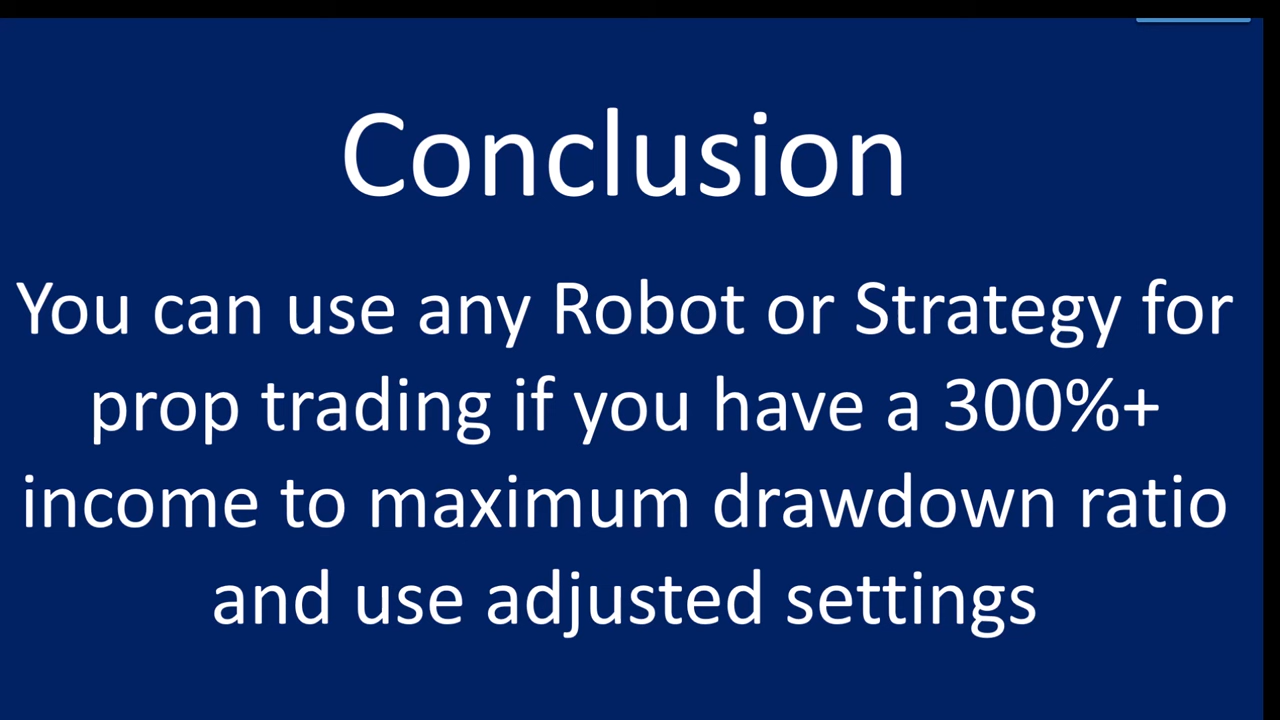 Conclusion
You can use any Robot or Strategy for
prop trading if you have a 300%+
income to maximum drawdown ratio
and use adjusted settings